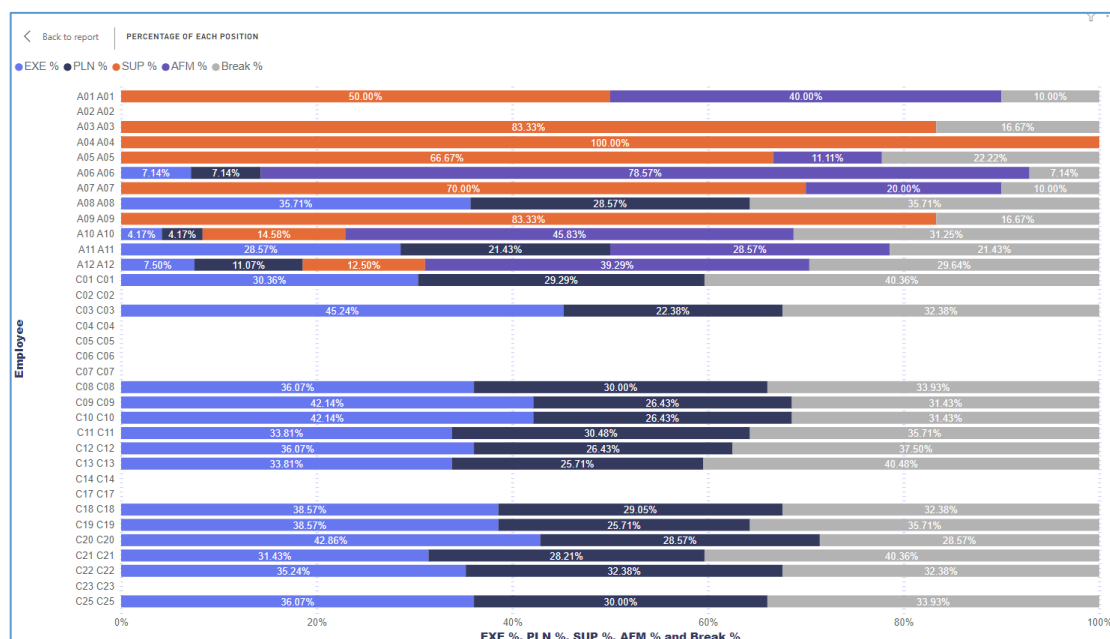 Back to report PERCENTAGE OF EACH POSITION
EXE % PLN % SUP % AFM % Break %
A01 A01 50.00% 40.00% 10.00%
A02 A02
A03 A03 83.33% 16.67%
A04 A04 100.00%
A05 A05 66.67% 11.11% 22.22%
A06 A06 7.14% 7.14% 78.57% 7.14%
A07 A07 70.00% 20.00% 10.00%
A08 A08 35.71% 28.57% 35.71%
A09 A09 83.33% 16.67%
A10 A10 4.17% 4.17% 14.58% 45.83% 31.25%
A11 A11 28.57% 21.43% 28.57% 21.43%
A12 A12 7.50% 11.07% 12.50% 39.29% 29.64%
C01 C01 30.36% 29.29% 40.36%
C02 C02
C03 C03 45.24% 22.38% 32.38%
C04 C04
C05 C05
C06 C06
C07 C07
C08 C08 36.07% 30.00% 33.93%
C09 C09 42.14% 26.43% 31.43%
C10 C10 42.14% 26.43% 31.43%
C11 C11 33.81% 30.48% 35.71%
C12 C12 36.07% 26.43% 37.50%
C13 C13 33.81% 25.71% 40.48%
C14 C14
C17 C17
C18 C18 38.57% 29.05% 32.38%
C19 C19 38.57% 25.71% 35.71%
C20 C20 42.86% 28.57% 28.57%
C21 C21 31.43% 28.21% 40.36%
C22 C22 35.24% 32.38% 32.38%
C23 C23
C25 C25 36.07% 30.00% 33.93%
Employee
0% 20% 40% 60% 80% 100%
EXE %, PLN %, SUP %, AFM % and Break %